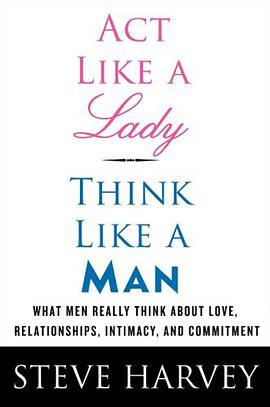 ACT
LIKE A
Lady
THINK
LIKE A
MAN
WHAT MEN REALLY THINK ABOUT LOVE,
RELATIONSHIPS, INTIMACY, AND COMMITMENT
STEVE HARVEY